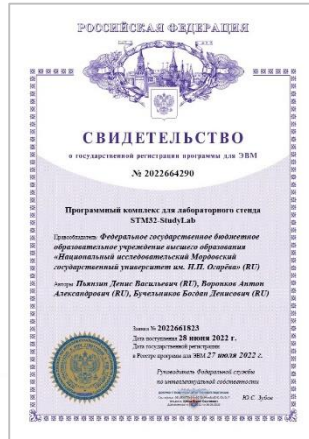 РОССИЙСКАЯ ФЕДЕРАЦИЯ
СВИДЕТЕЛЬСТВО
о государственной регистрации программы для ЭВМ
№ 2022664290
Программный комплекс для лабораторного стенда
STM32-StudyLab
Правообладатель: Федеральное государственное бюджетное
образовательное учреждение высшего образования
«Национальный исследовательский Мордовский
государственный университет им. Н.П. Огарёва» (RU)
Авторы: Пьянзин Денис Васильевич (RU), Воронков Антон
Александрович (RU), Бучельников Богдан Денисович (RU)
Заявка № 2022661823
Дата поступления 28 июня 2022 г.
Дата государственной регистрации
в Реестре программ для ЭВМ 27 июля 2022 г.
Руководитель Федеральной службы
по интеллектуальной собственности
Ю.С. Зубов